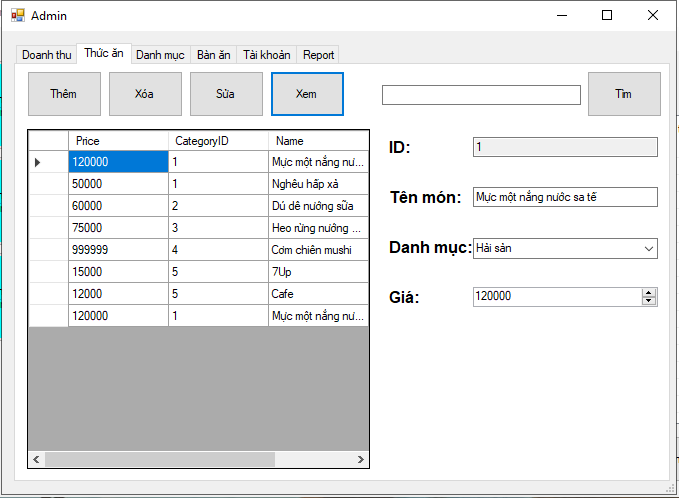 Admin
Doanh thu Thức ăn Danh mục Bàn ăn Tài khoản Report
Thêm Xóa Sửa Xem Tìm
Price CategoryID Name
120000 1 Mực một nắng nư...
50000 1 Nghêu hấp xả
60000 2 Dú dê nướng sữa
75000 3 Heo rừng nướng ...
999999 4 Cơm chiên mushi
15000 5 7Up
12000 5 Cafe
120000 1 Mực một nắng nư...
ID: 1
Tên món: Mực một nắng nước sa tế
Danh mục: Hải sản
Giá: 120000